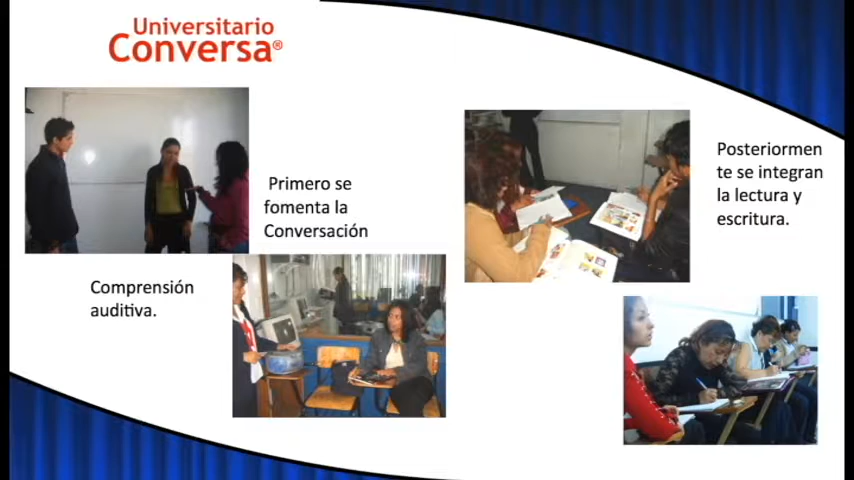 Universitario
Conversa®
Primero se
fomenta la
Conversación
Comprensión
auditiva.
Posteriormen
te se integran
la lectura y
escritura.